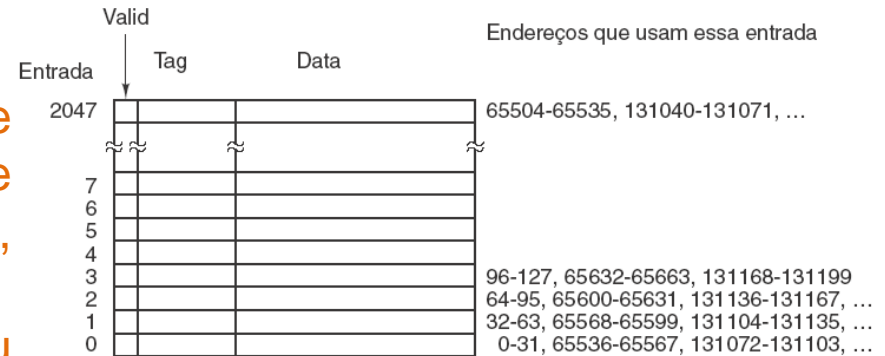 Valid
Endereços que usam essa entrada
Entrada Tag Data
2047 65504-65535, 131040-131071, …
e
e
7
6
5
,
4
3 96-127, 65632-65663, 131168-131199
2 64-95, 65600-65631, 131136-131167, …
1 32-63, 65568-65599, 131104-131135, …
0 0-31, 65536-65567, 131072-131103, …